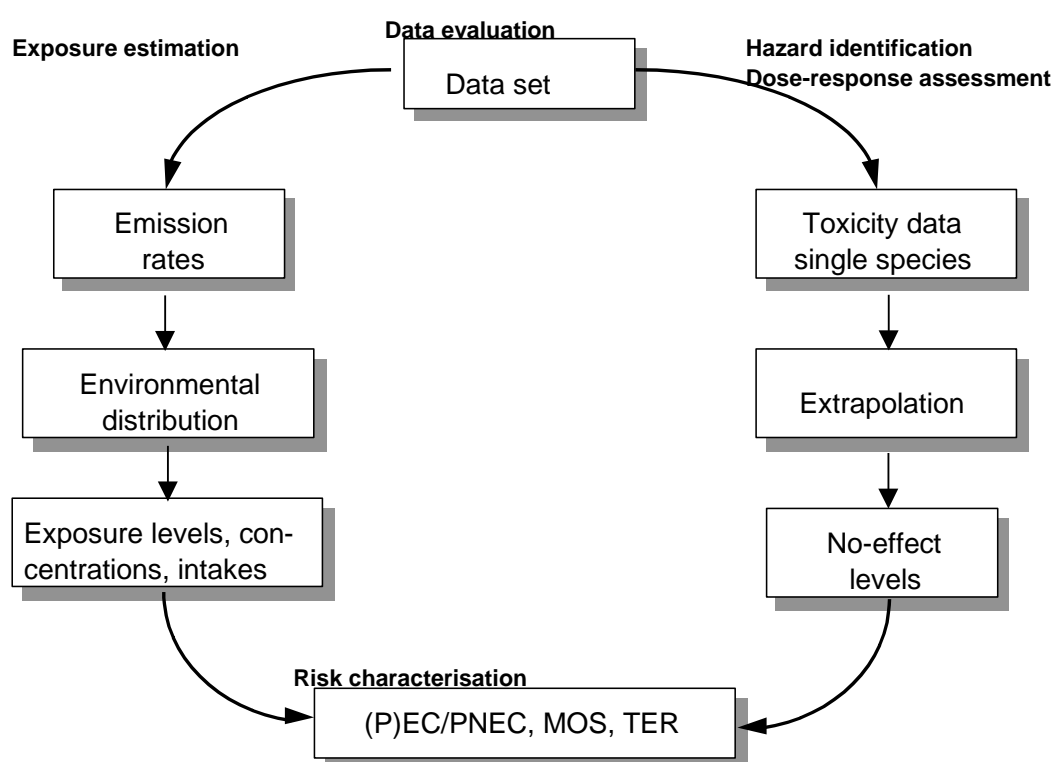 Data evaluation
Exposure estimation
Hazard identification
Dose-response assessment
Data set
Emission
rates
Toxicity data
single species
Environmental
distribution
Extrapolation
Exposure levels, con-
centrations, intakes
No-effect
levels
Risk characterisation
(P)EC/PNEC, MOS, TER